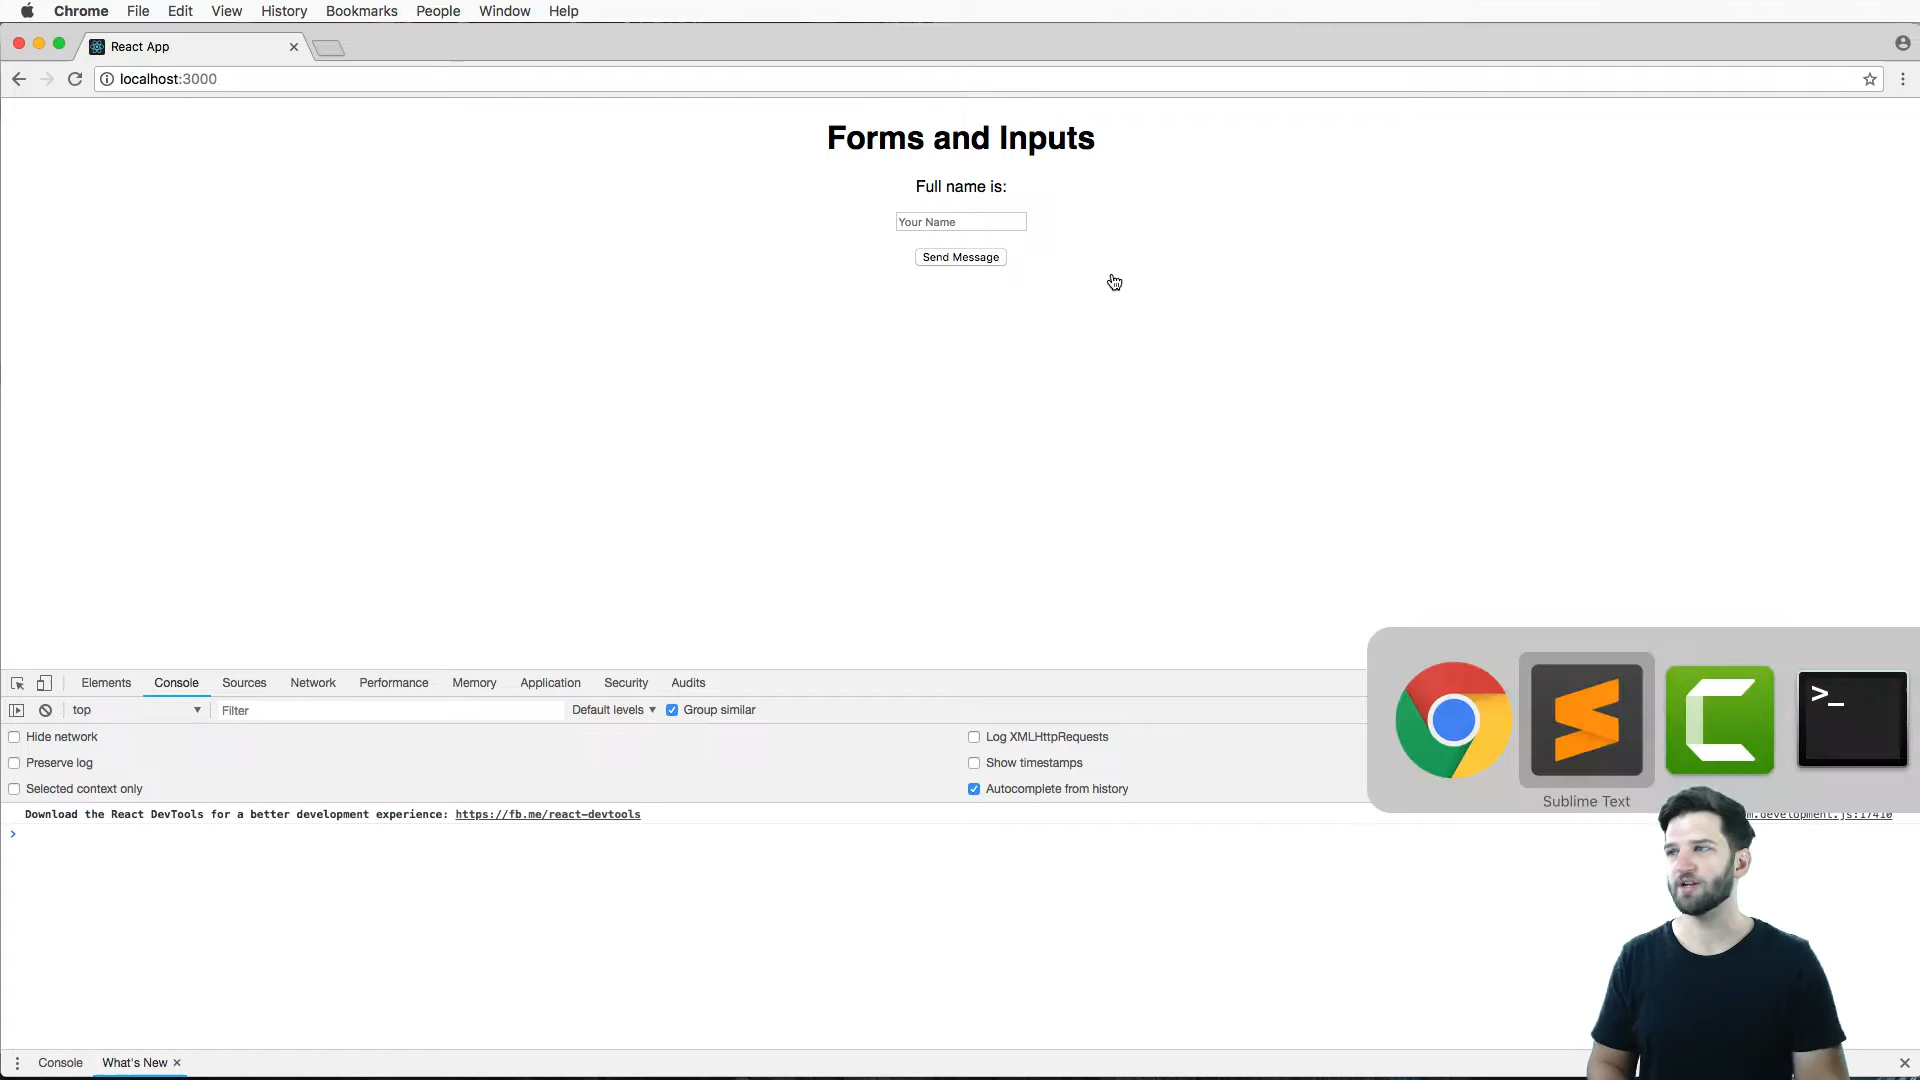 Chrome File Edit View History Bookmarks People Window Help
React App
localhost:3000
Forms and Inputs
Full name is:
Your Name
Send Message
Elements Console Sources Network Performance Memory Application Security Audits
top Filter Default levels Group similar
Hide network Log XMLHttpRequests
Preserve log Show timestamps
Selected context only Autocomplete from history
Sublime Text
Download the React DevTools for a better development experience: https://fb.me/react-devtools m.development.js:17410
Console What's New